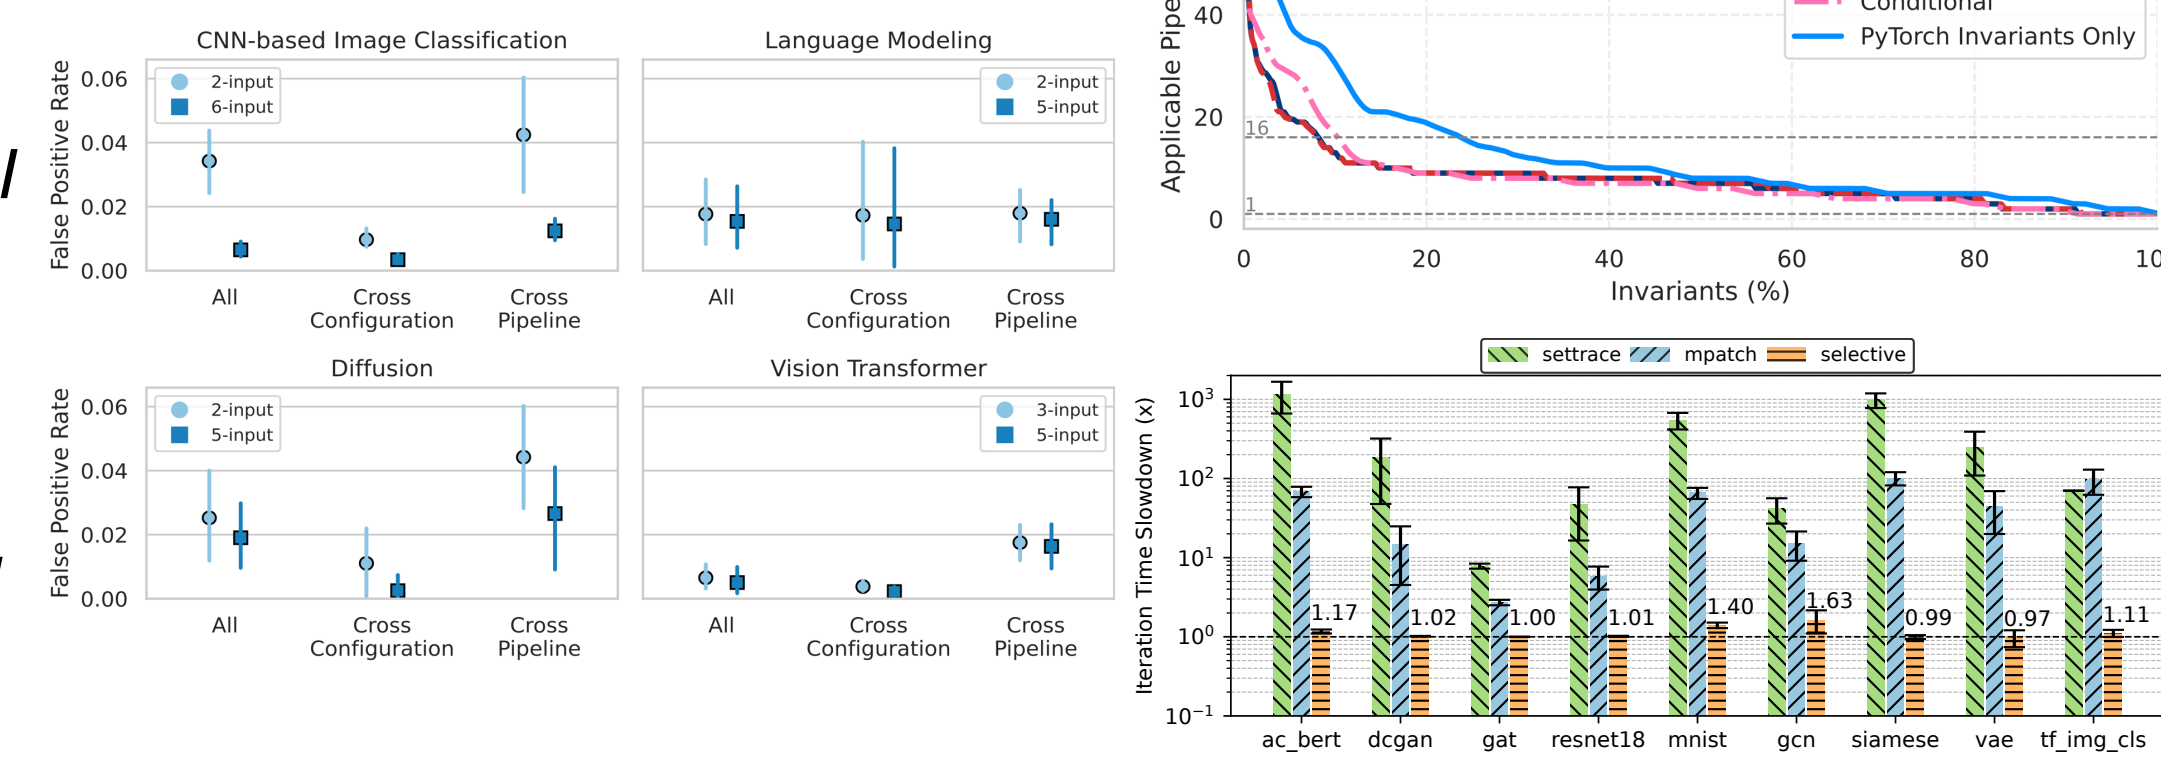 CNN-based Image Classification
False Positive Rate
0.06
0.04
0.02
0.00
2-input
6-input
All
Cross
Configuration
Cross
Pipeline
Language Modeling
2-input
5-input
All
Cross
Configuration
Cross
Pipeline
Diffusion
False Positive Rate
0.06
0.04
0.02
0.00
2-input
5-input
All
Cross
Configuration
Cross
Pipeline
Vision Transformer
3-input
5-input
All
Cross
Configuration
Cross
Pipeline
Applicable Pipe
40
20
0
16
1
Conditional
PyTorch Invariants Only
0 20 40 60 80 10
Invariants (%)
settrace mpatch selective
Iteration Time Slowdown (x)
10³
10²
10¹
10⁰
10⁻¹
1.17 1.02 1.00 1.01 1.40 1.63 0.99 0.97 1.11
ac_bert dcgan gat resnet18 mnist gcn siamese vae tf_img_cls